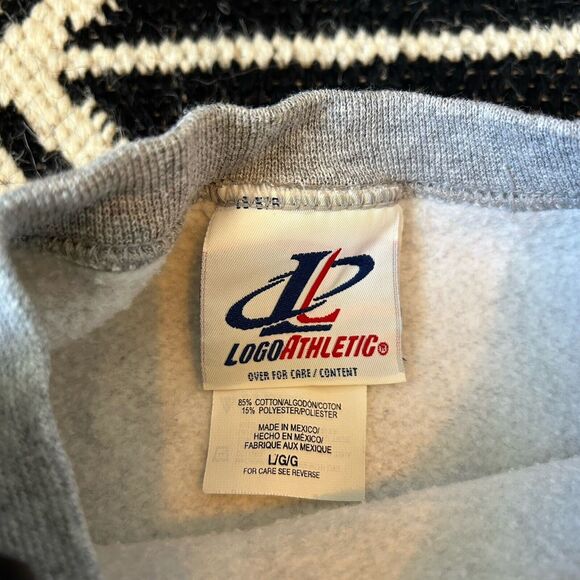 LOGOATHLETIC®
OVER FOR CARE / CONTENT
85% COTTON/ALGODÓN/COTON
15% POLYESTER/POLIESTER
MADE IN MEXICO/
HECHO EN MÉXICO/
FABRIQUE AUX MEXIQUE
L/G/G
FOR CARE SEE REVERSE